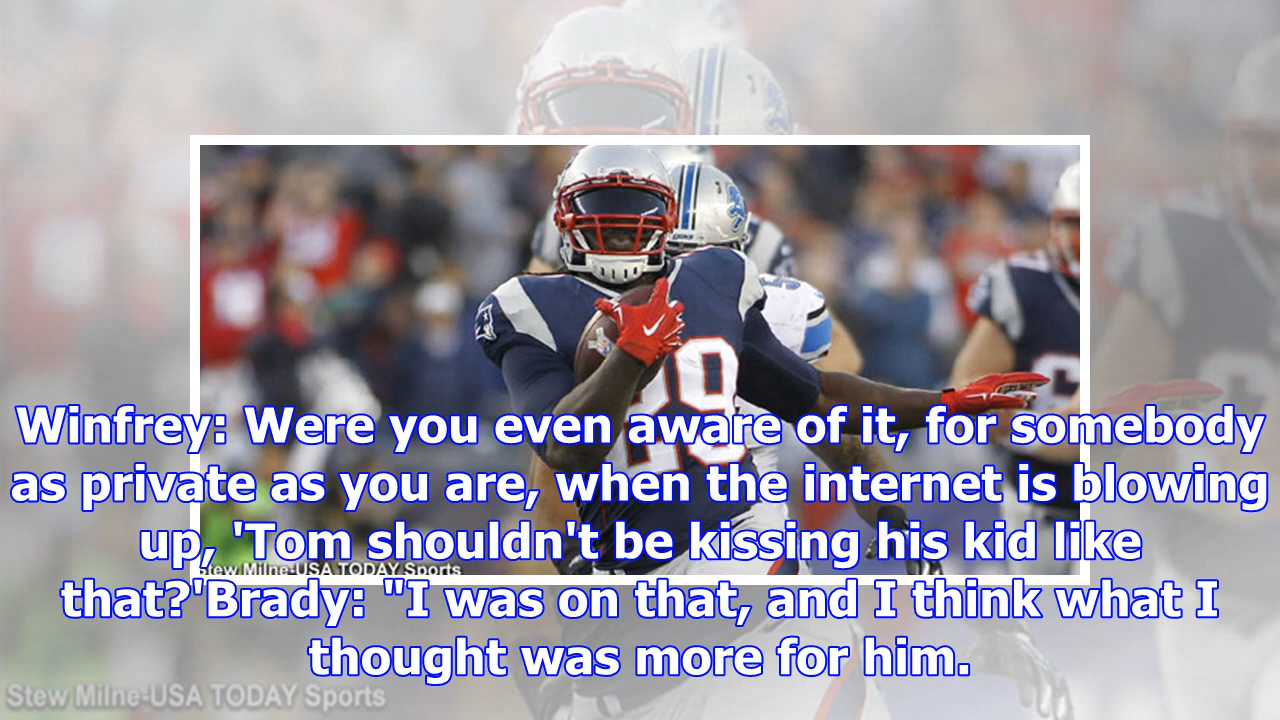 29
LIONS
Winfrey: Were you even aware of it, for somebody
as private as you are, when the internet is blowing
up, 'Tom shouldn't be kissing his kid like
Stew Milne-USA TODAY Sports
that?'Brady: "I was on that, and I think what I
thought was more for him.
Stew Milne-USA TODAY Sports